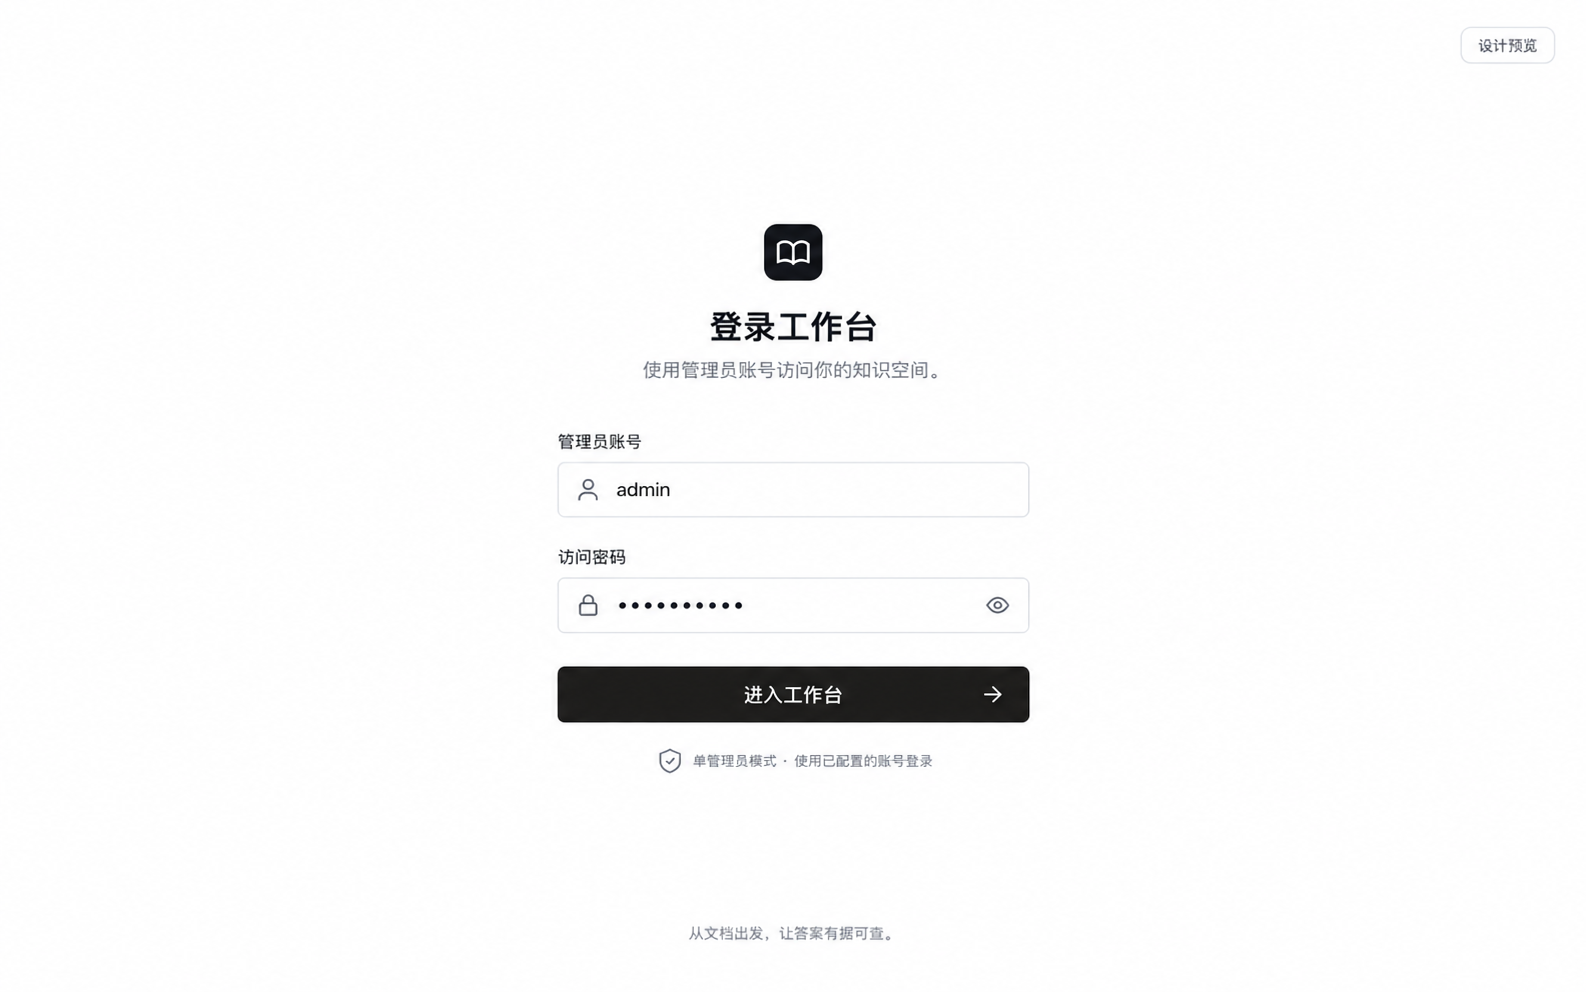 设计预览
登录工作台
使用管理员账号访问你的知识空间。
管理员账号
admin
访问密码
••••••••••
进入工作台
单管理员模式 · 使用已配置的账号登录
从文档出发，让答案有据可查。